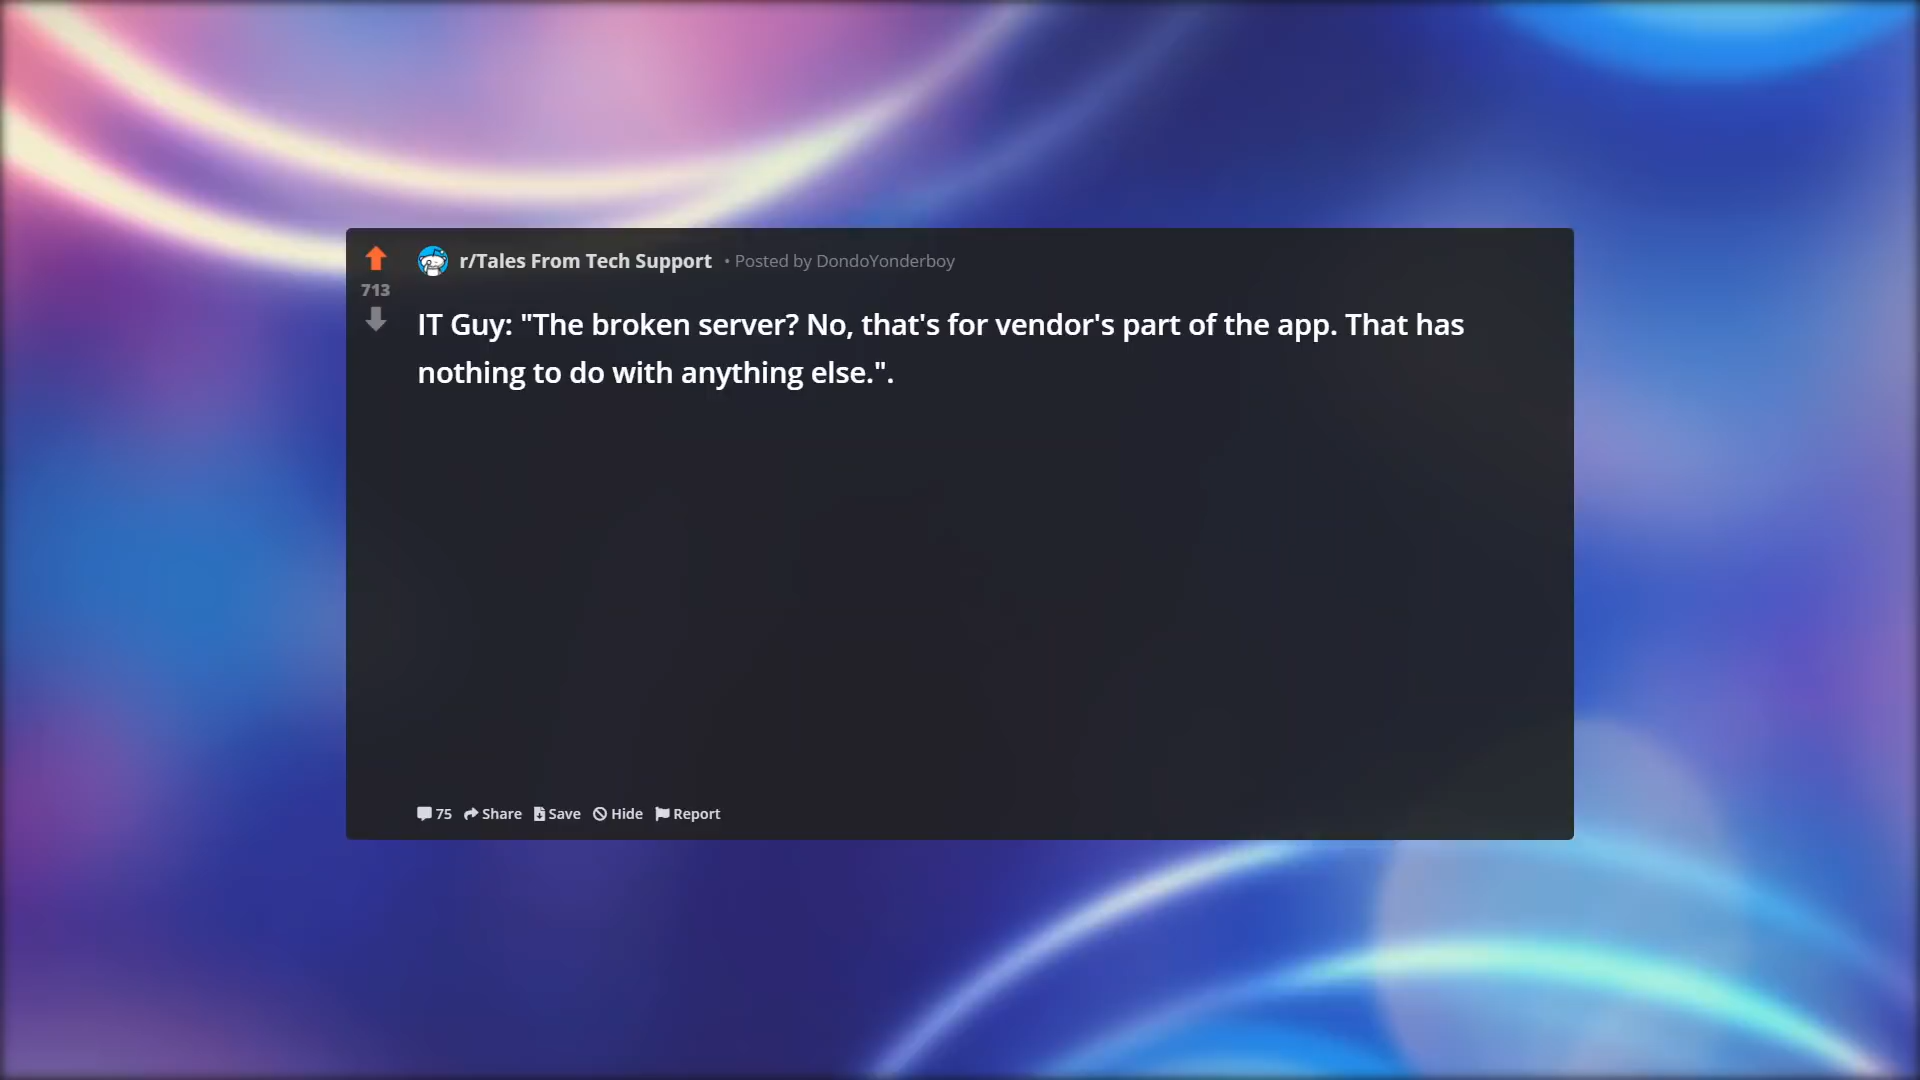 r/Tales From Tech Support • Posted by DondoYonderboy
713
IT Guy: "The broken server? No, that's for vendor's part of the app. That has
nothing to do with anything else.".
75 Share Save Hide Report